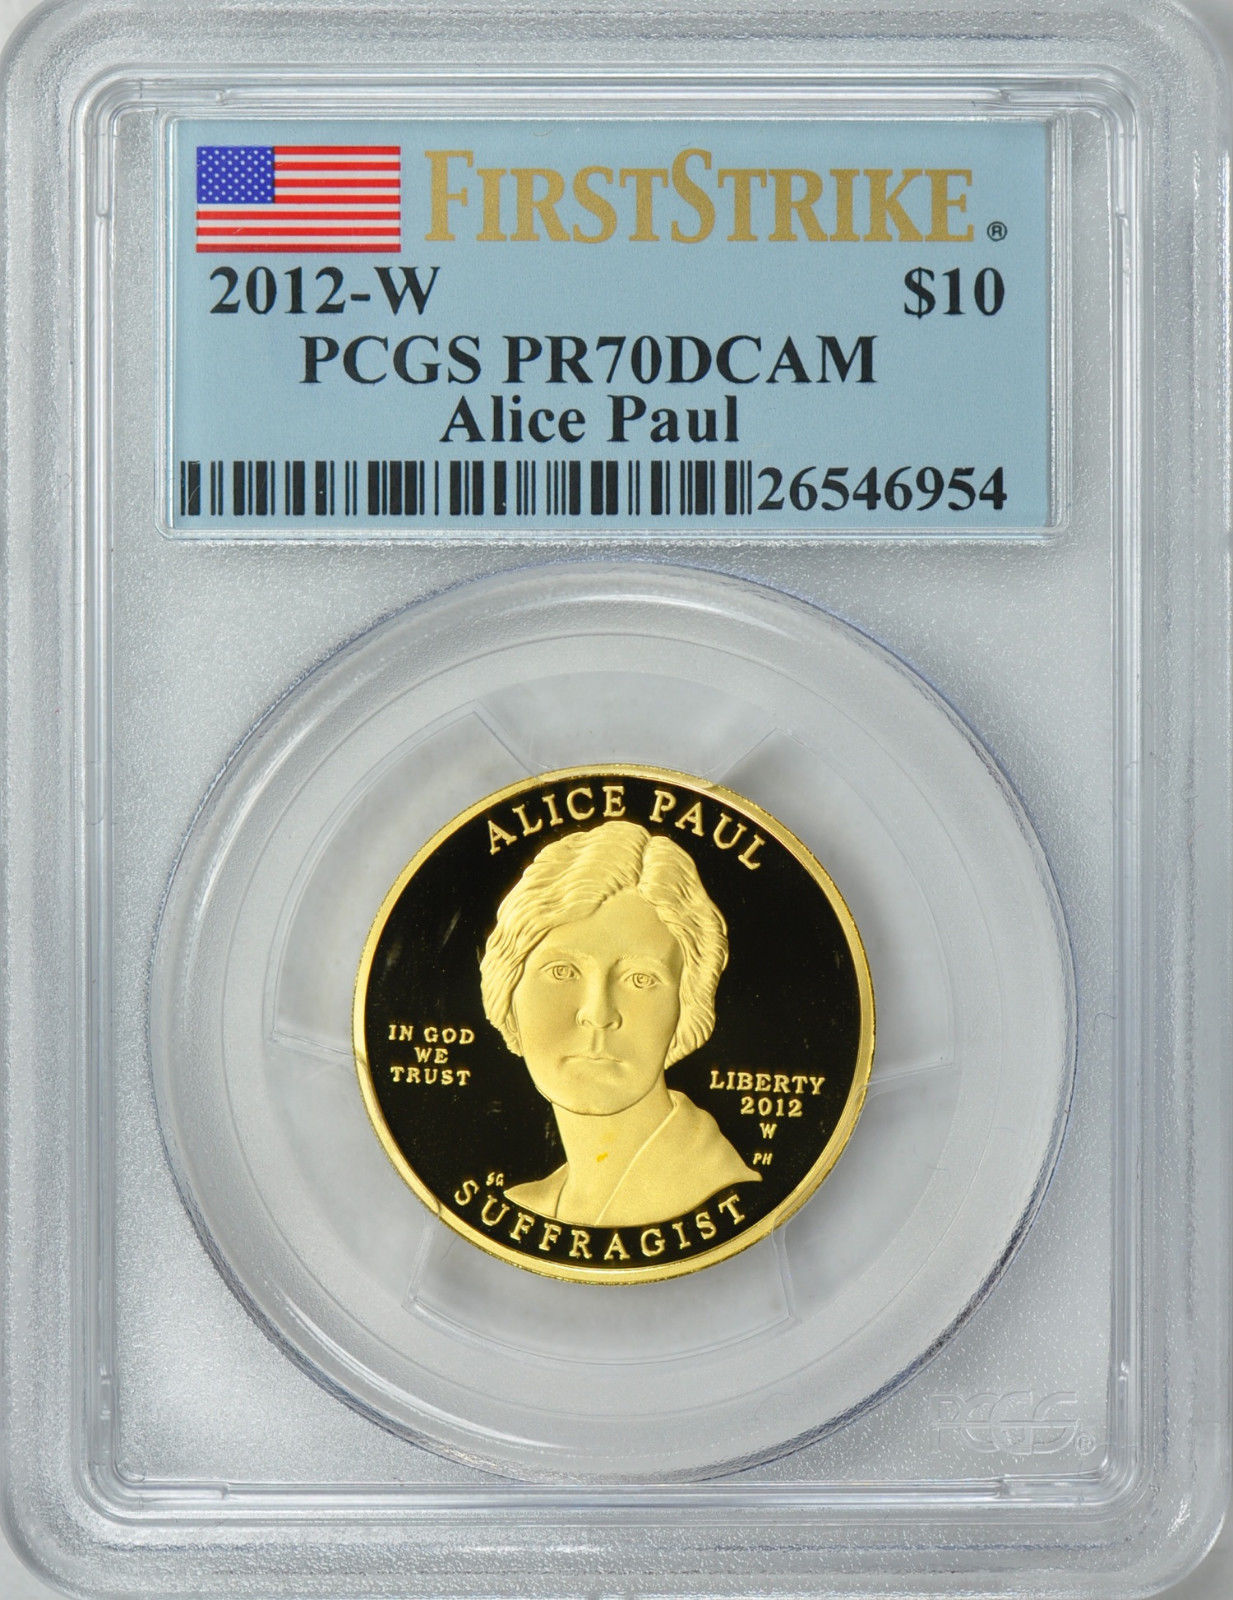 FIRSTSTRIKE®
2012-W $10
PCGS PR70DCAM
Alice Paul
26546954
ALICE PAUL
IN GOD
WE
TRUST
LIBERTY
2012
W
PH
SG
SUFFRAGIST
PCGS®